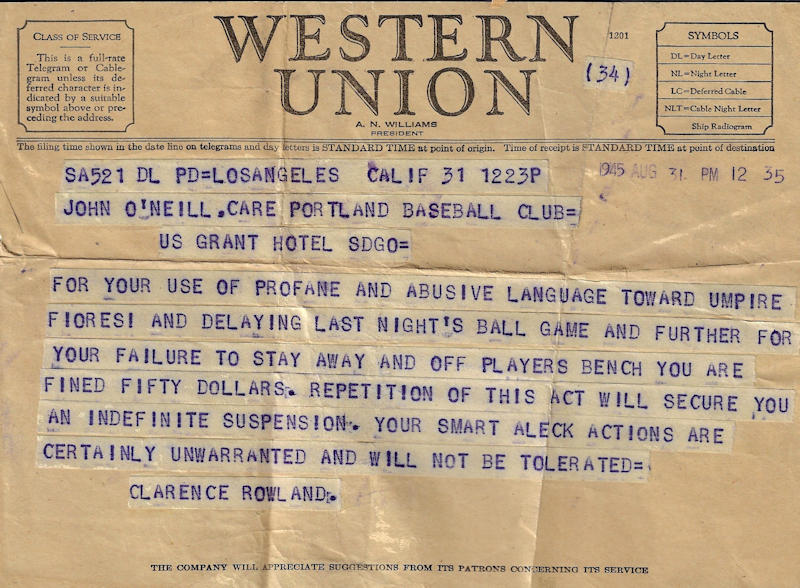 CLASS OF SERVICE
This is a full-rate
Telegram or Cable-
gram unless its de-
ferred character is in-
dicated by a suitable
symbol above or pre-
ceding the address.
WESTERN
UNION
A. N. WILLIAMS
PRESIDENT
1201
(34)
SYMBOLS
DL=Day Letter
NL=Night Letter
LC=Deferred Cable
NLT=Cable Night Letter
Ship Radiogram
The filing time shown in the date line on telegrams and day letters is STANDARD TIME at point of origin. Time of receipt is STANDARD TIME at point of destination
SA521 DL PD=LOSANGELES CALIF 31 1223P
1945 AUG 31 PM 12 35
JOHN O'NEILL, CARE PORTLAND BASEBALL CLUB=
US GRANT HOTEL SDGO=
FOR YOUR USE OF PROFANE AND ABUSIVE LANGUAGE TOWARD UMPIRE
FIORESI AND DELAYING LAST NIGHT'S BALL GAME AND FURTHER FOR
YOUR FAILURE TO STAY AWAY AND OFF PLAYERS BENCH YOU ARE
FINED FIFTY DOLLARS. REPETITION OF THIS ACT WILL SECURE YOU
AN INDEFINITE SUSPENSION. YOUR SMART ALECK ACTIONS ARE
CERTAINLY UNWARRANTED AND WILL NOT BE TOLERATED=
CLARENCE ROWLAND.
THE COMPANY WILL APPRECIATE SUGGESTIONS FROM ITS PATRONS CONCERNING ITS SERVICE